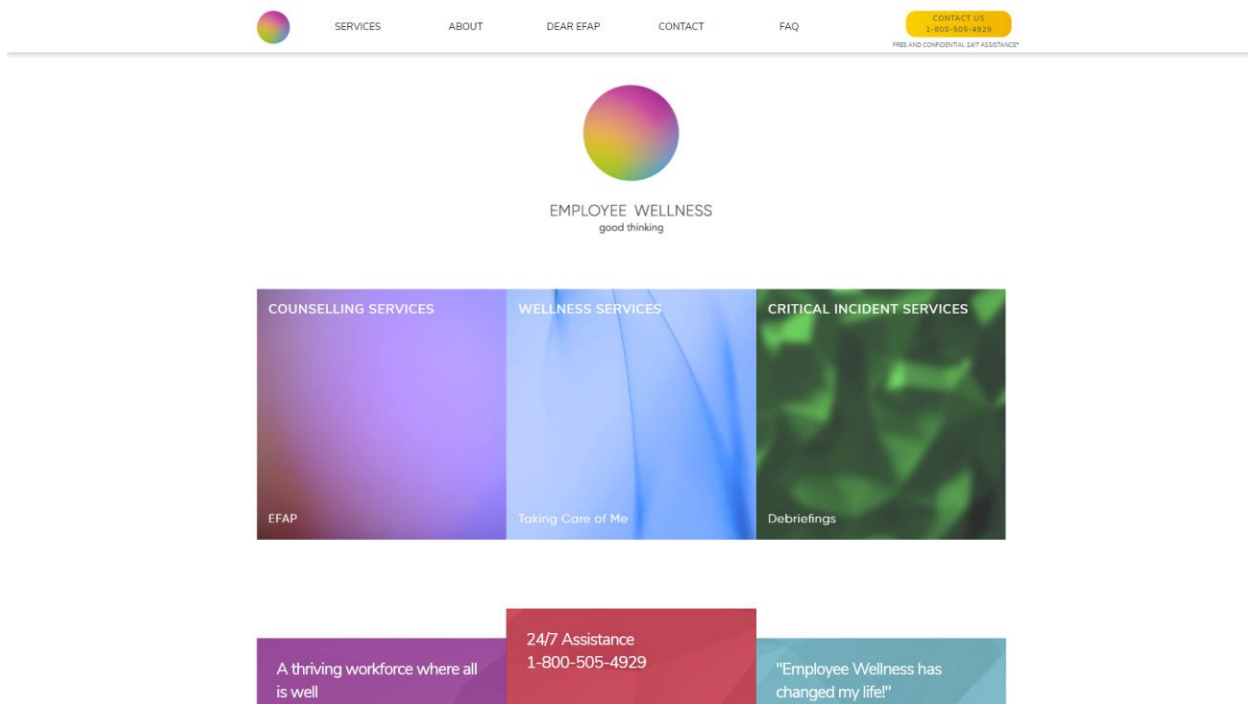 SERVICES
ABOUT
DEAR EFAP
CONTACT
FAQ
CONTACT US
1-800-505-4929
FREE AND CONFIDENTIAL 24/7 ASSISTANCE*
EMPLOYEE WELLNESS
good thinking
COUNSELLING SERVICES
EFAP
WELLNESS SERVICES
Taking Care of Me
CRITICAL INCIDENT SERVICES
Debriefings
A thriving workforce where all
is well
24/7 Assistance
1-800-505-4929
"Employee Wellness has
changed my life!"